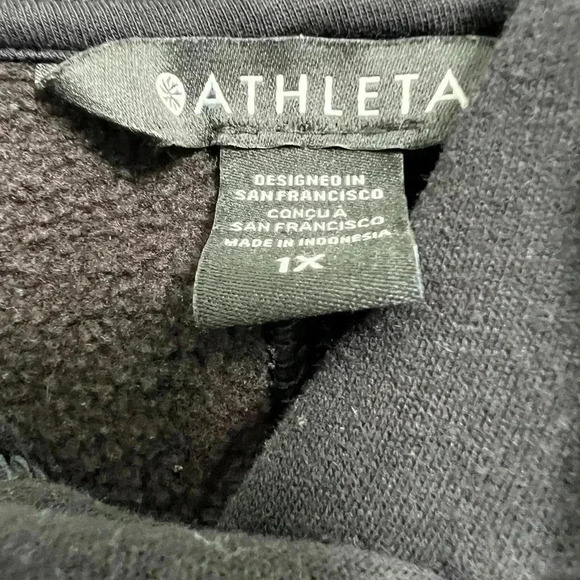 ATHLETA
DESIGNED IN
SAN FRANCISCO
CONÇU A
SAN FRANCISCO
MADE IN INDONESIA
1X